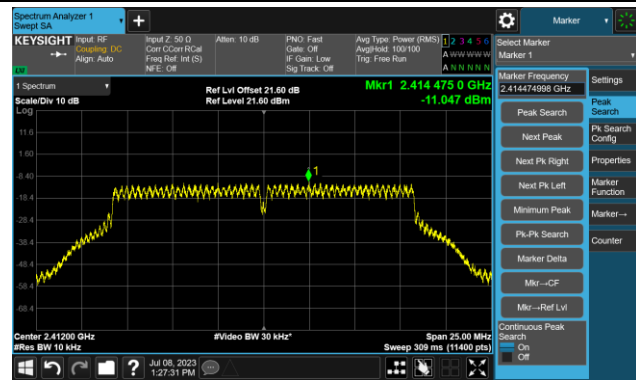 Spectrum Analyzer 1
Swept SA
Marker
KEYSIGHT
Input: RF
Coupling: DC
Align: Auto
Input Z: 50 Ω
Corr CCorr RCal
Freq Ref: Int (S)
NFE: Off
Atten: 10 dB
PNO: Fast
Gate: Off
IF Gain: Low
Sig Track: Off
Avg Type: Power (RMS)
Avg|Hold: 100/100
Trig: Free Run
1 2 3 4 5 6
A W W W W W
A N N N N N
LW
Select Marker
Marker 1
1 Spectrum
Scale/Div 10 dB
Log
Ref Lvl Offset 21.60 dB
Ref Level 21.60 dBm
Mkr1 2.414 475 0 GHz
-11.047 dBm
11.6
1.60
-8.40
-18.4
-28.4
-38.4
-48.4
-58.4
-68.4
1
Center 2.41200 GHz
#Res BW 10 kHz
#Video BW 30 kHz*
Span 25.00 MHz
Sweep 309 ms (11400 pts)
Marker Frequency
2.414474998 GHz
Peak Search
Next Peak
Next Pk Right
Next Pk Left
Minimum Peak
Pk-Pk Search
Marker Delta
Mkr→CF
Mkr→Ref Lvl
Continuous Peak
Search
On
Off
Settings
Peak
Search
Pk Search
Config
Properties
Marker
Function
Marker→
Counter
?
Jul 08, 2023
1:27:31 PM